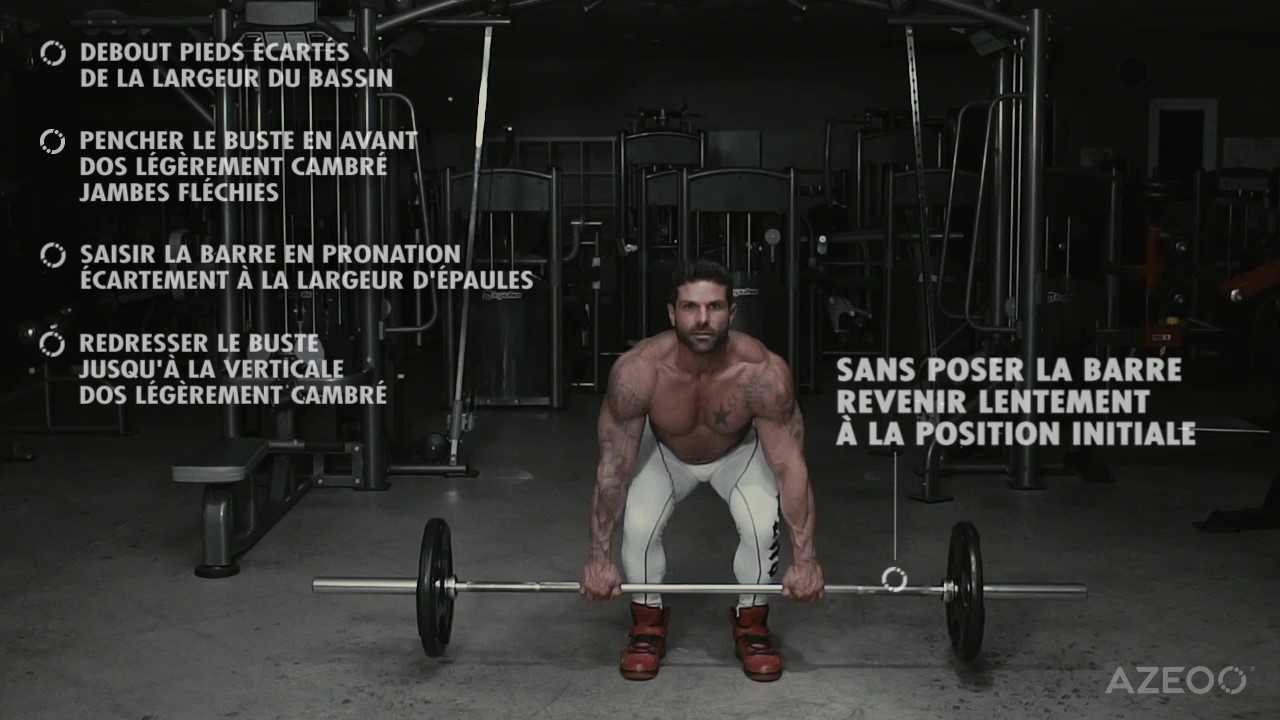 DEBOUT PIEDS ÉCARTÉS
DE LA LARGEUR DU BASSIN
PENCHER LE BUSTE EN AVANT
DOS LÉGÈREMENT CAMBRÉ
JAMBES FLÉCHIES
SAISIR LA BARRE EN PRONATION
ÉCARTEMENT À LA LARGEUR D'ÉPAULES
REDRESSER LE BUSTE
JUSQU'À LA VERTICALE
DOS LÉGÈREMENT CAMBRÉ
SANS POSER LA BARRE
REVENIR LENTEMENT
À LA POSITION INITIALE
AZEOO